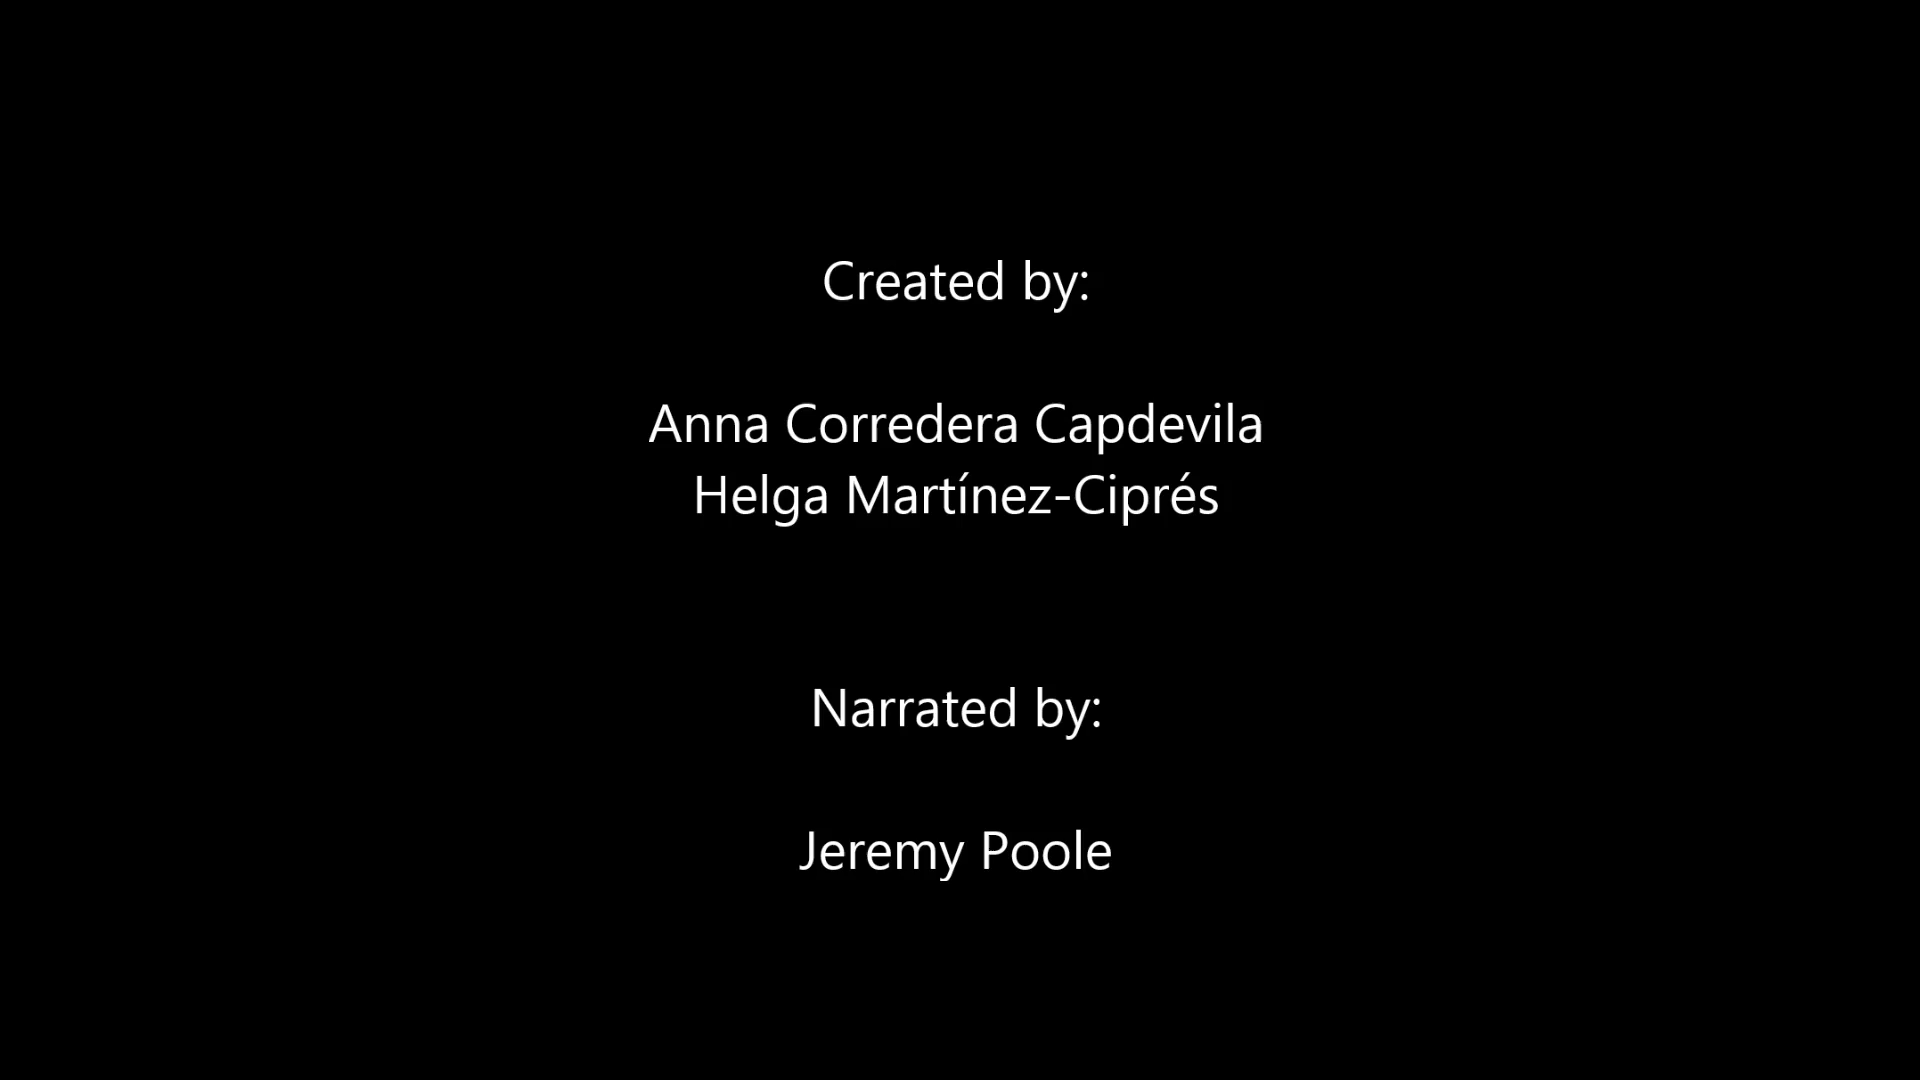 Created by:
Anna Corredera Capdevila
Helga Martínez-Ciprés
Narrated by:
Jeremy Poole